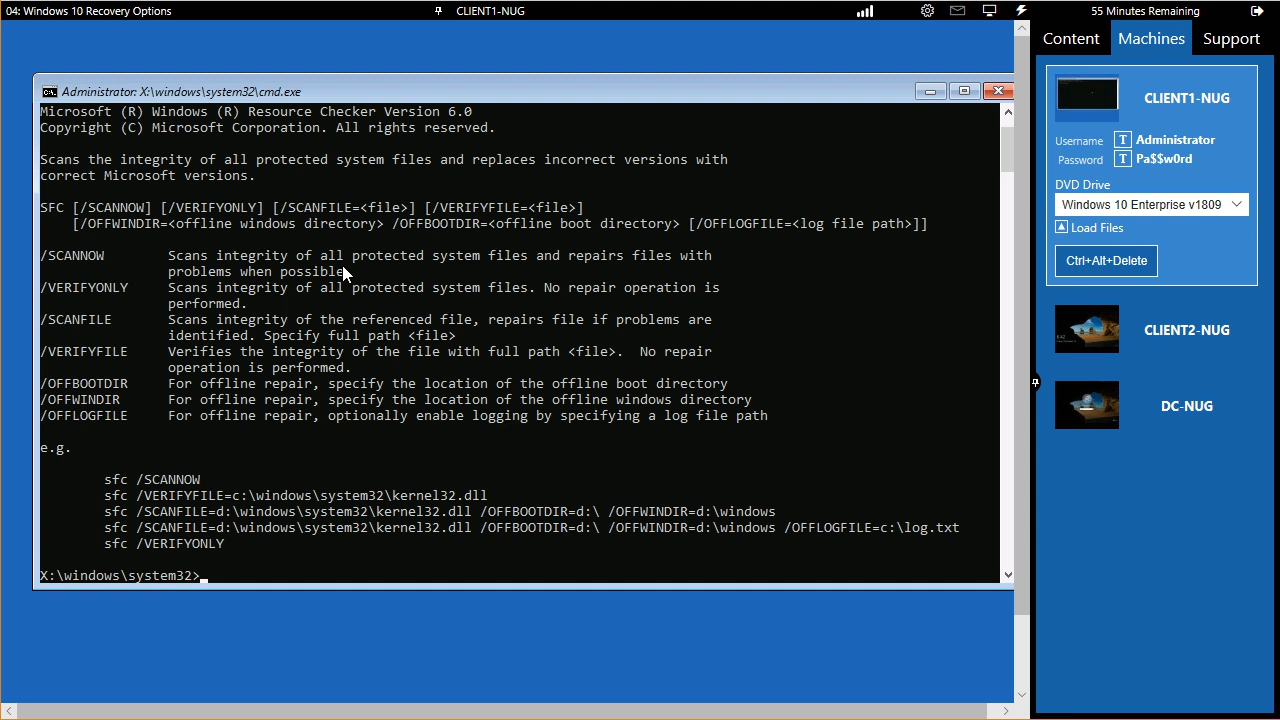 04: Windows 10 Recovery Options
CLIENT1-NUG
55 Minutes Remaining
Content Machines Support
Administrator: X:\windows\system32\cmd.exe
Microsoft (R) Windows (R) Resource Checker Version 6.0
Copyright (C) Microsoft Corporation. All rights reserved.
Scans the integrity of all protected system files and replaces incorrect versions with
correct Microsoft versions.
SFC [/SCANNOW] [/VERIFYONLY] [/SCANFILE=<file>] [/VERIFYFILE=<file>]
[/OFFWINDIR=<offline windows directory> /OFFBOOTDIR=<offline boot directory> [/OFFLOGFILE=<log file path>]]
/SCANNOW Scans integrity of all protected system files and repairs files with
problems when possible
/VERIFYONLY Scans integrity of all protected system files. No repair operation is
performed.
/SCANFILE Scans integrity of the referenced file, repairs file if problems are
identified. Specify full path <file>
/VERIFYFILE Verifies the integrity of the file with full path <file>. No repair
operation is performed.
/OFFBOOTDIR For offline repair, specify the location of the offline boot directory
/OFFWINDIR For offline repair, specify the location of the offline windows directory
/OFFLOGFILE For offline repair, optionally enable logging by specifying a log file path
e.g.
sfc /SCANNOW
sfc /VERIFYFILE=c:\windows\system32\kernel32.dll
sfc /SCANFILE=d:\windows\system32\kernel32.dll /OFFBOOTDIR=d:\ /OFFWINDIR=d:\windows
sfc /SCANFILE=d:\windows\system32\kernel32.dll /OFFBOOTDIR=d:\ /OFFWINDIR=d:\windows /OFFLOGFILE=c:\log.txt
sfc /VERIFYONLY
X:\windows\system32>
CLIENT1-NUG
Username T Administrator
Password T Pa$$w0rd
DVD Drive
Windows 10 Enterprise v1809
Load Files
Ctrl+Alt+Delete
CLIENT2-NUG
DC-NUG